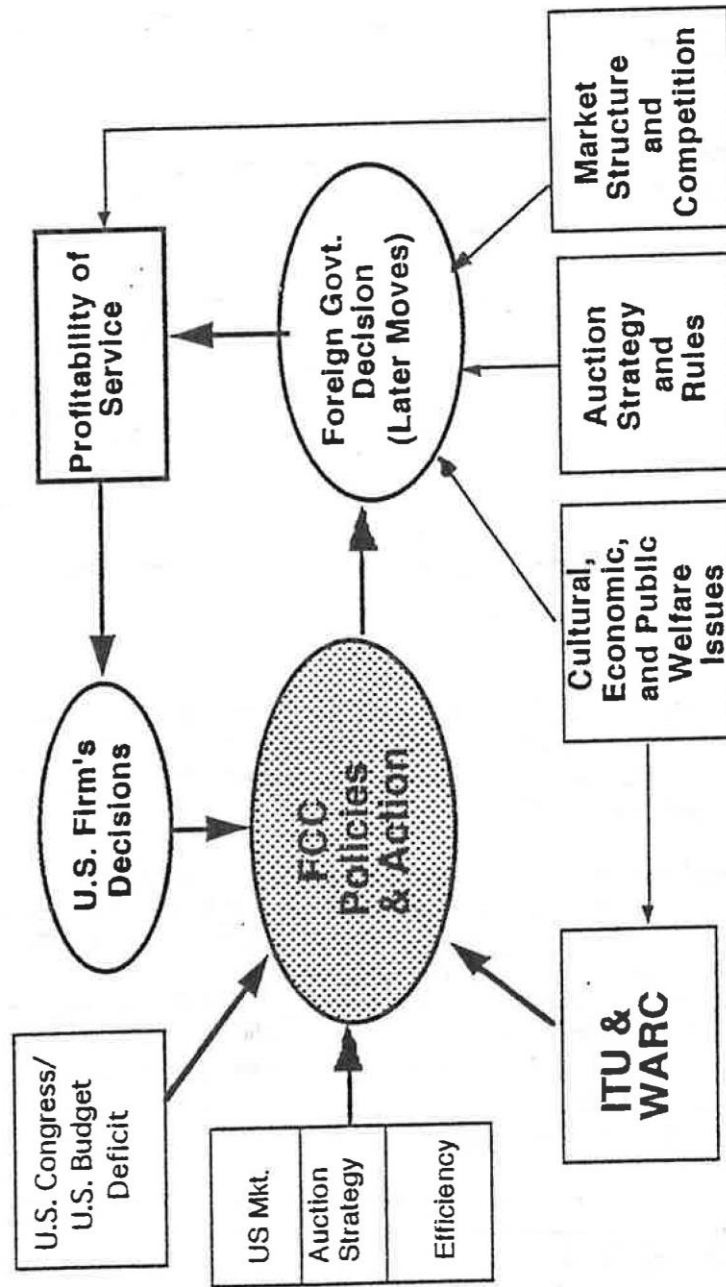 U.S. Congress/
U.S. Budget
Deficit
U.S. Firm's
Decisions
Profitability of
Service
US Mkt.
Auction
Strategy
Efficiency
FCC
Policies
& Action
Foreign Govt.
Decision
(Later Moves)
ITU &
WARC
Cultural,
Economic,
and Public
Welfare
Issues
Auction
Strategy
and
Rules
Market
Structure
and
Competition